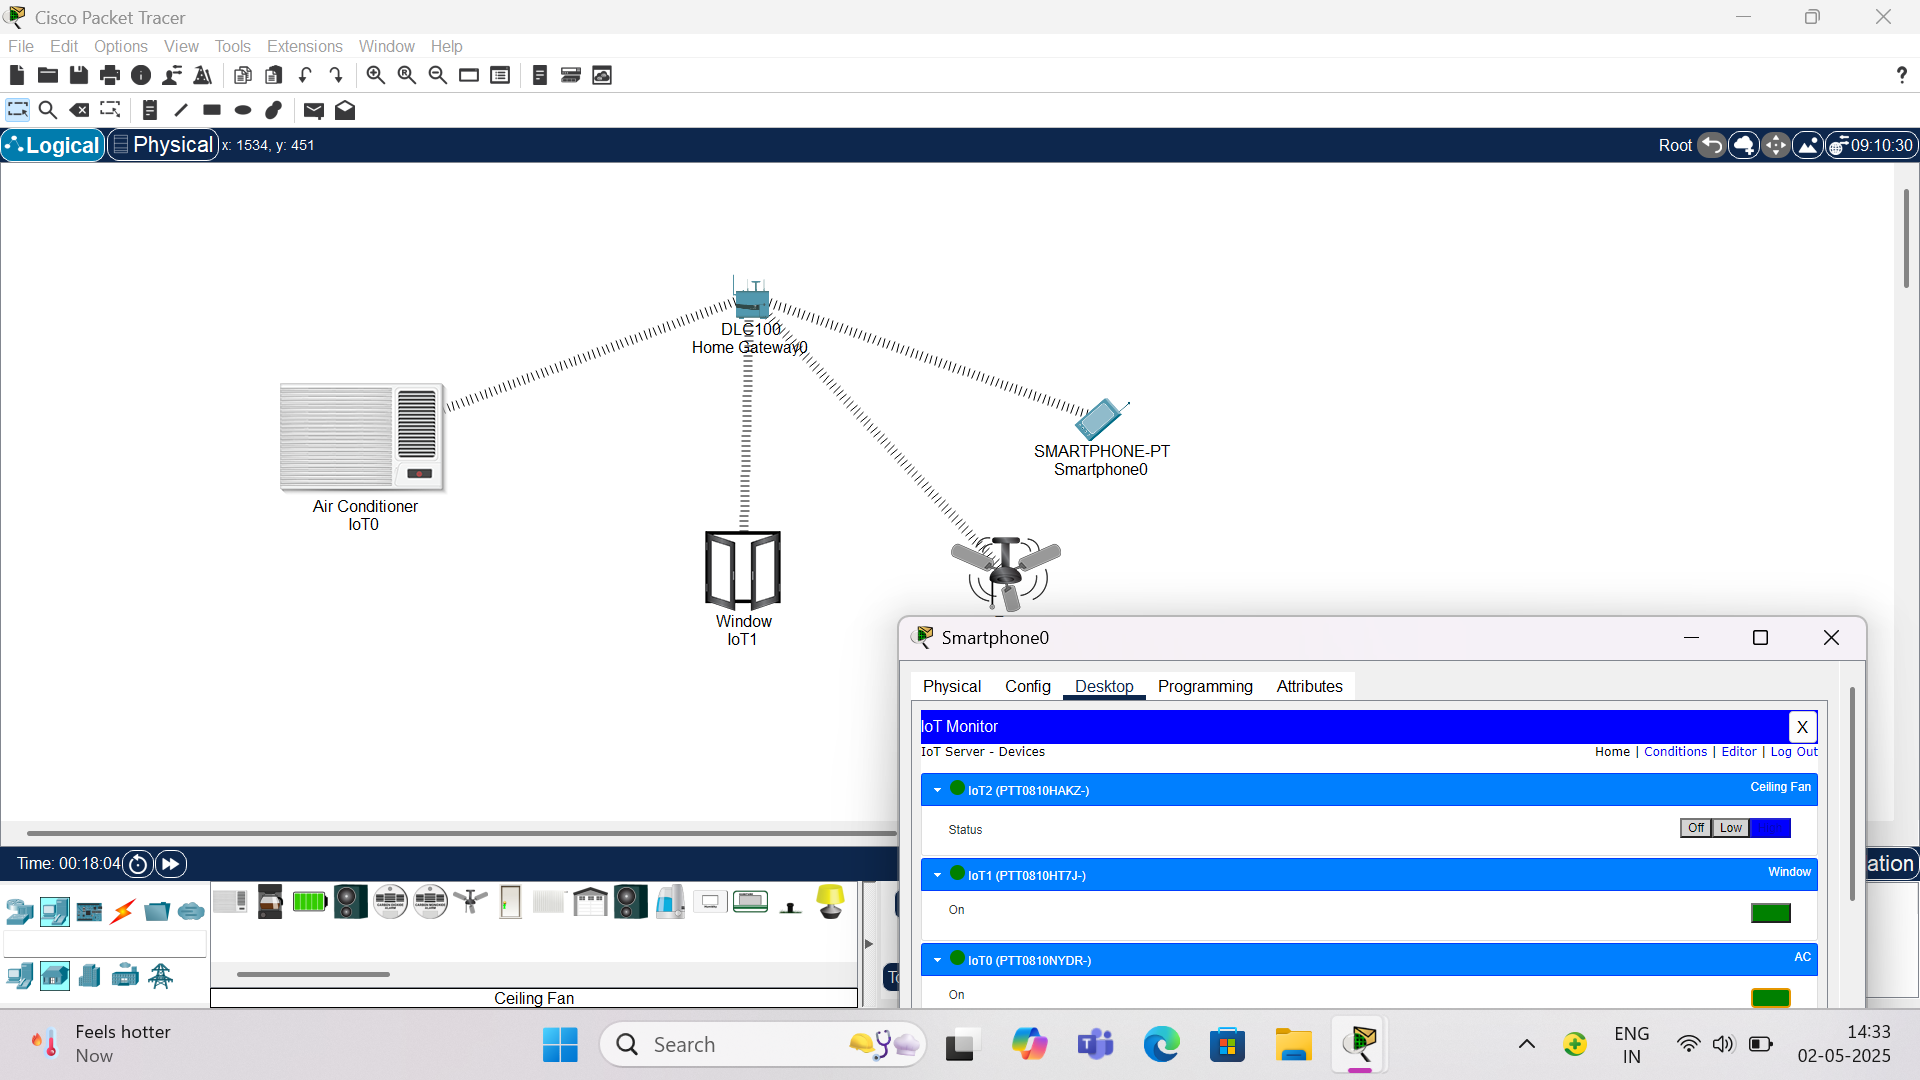 Cisco Packet Tracer
File Edit Options View Tools Extensions Window Help
Logical Physical x: 1534, y: 451
Root 09:10:30
DLC100
Home Gateway0
SMARTPHONE-PT
Smartphone0
Air Conditioner
IoT0
Window
IoT1
Smartphone0
Physical Config Desktop Programming Attributes
IoT Monitor X
IoT Server - Devices Home | Conditions | Editor | Log Out
IoT2 (PTT0810HAKZ-) Ceiling Fan
Status Off Low
IoT1 (PTT0810HT7J-) Window
On
IoT0 (PTT0810NYDR-) AC
On
Time: 00:18:04
Ceiling Fan
Feels hotter
Now
Search
ENG
IN
14:33
02-05-2025